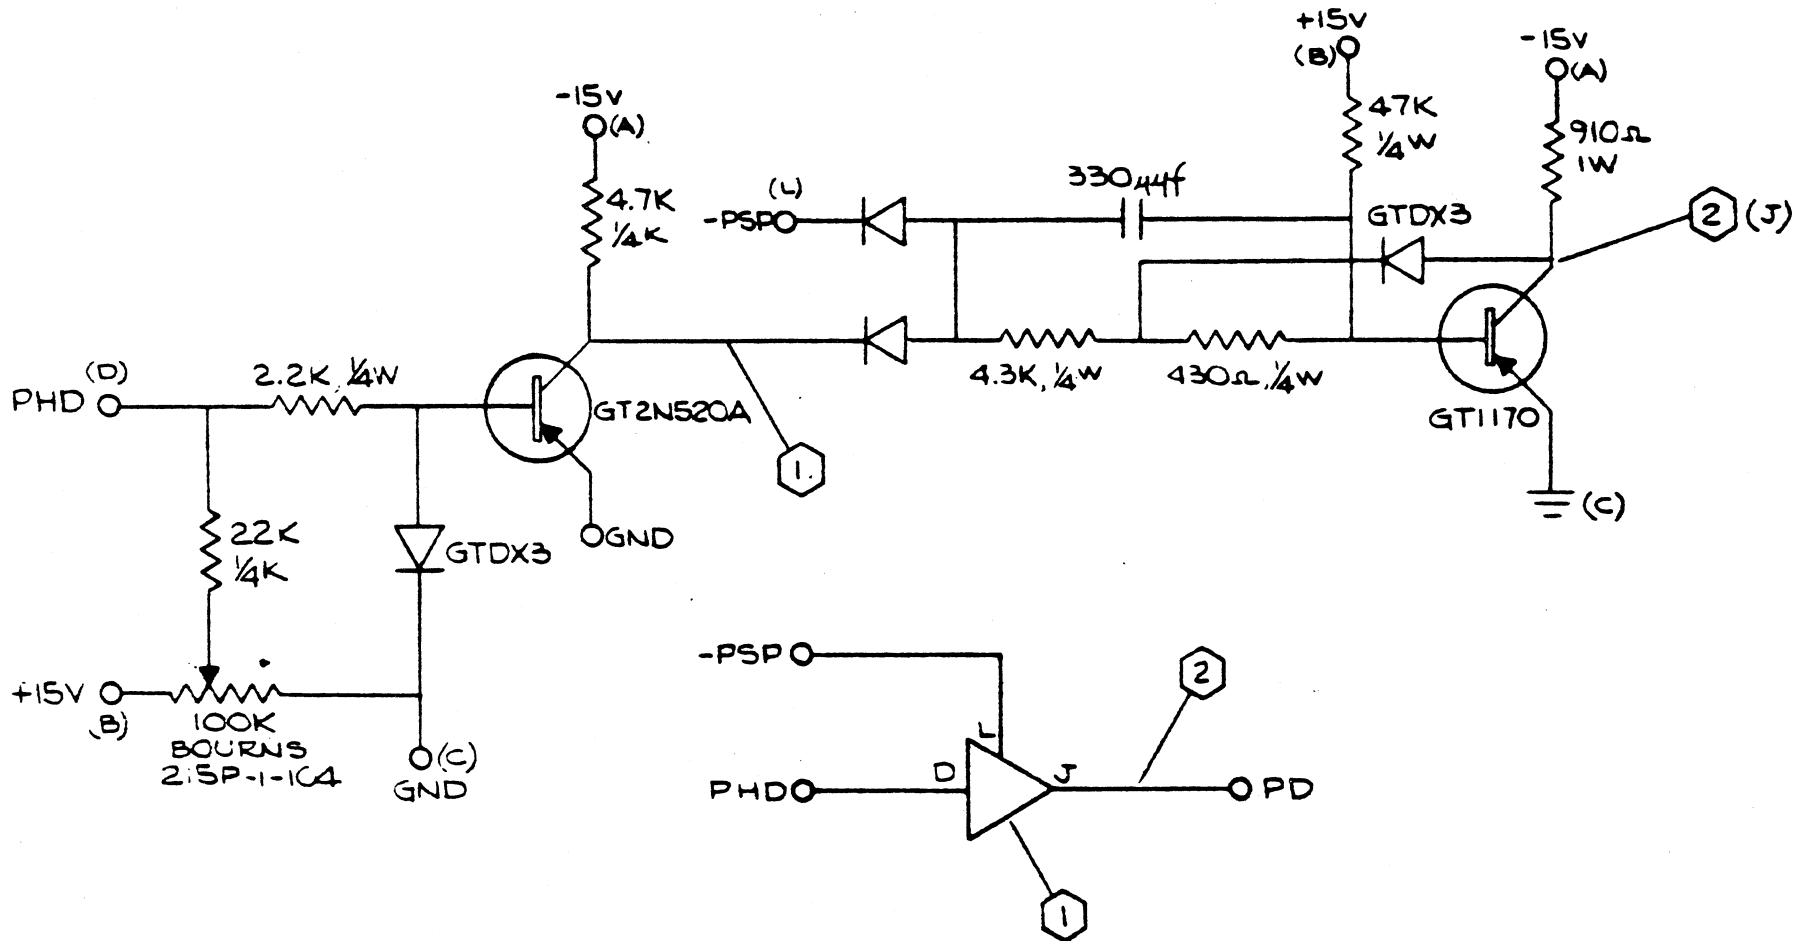 +15V
(B)
-15V
(A)
-15V
(A)
47K
1/4W
910Ω
1W
4.7K
1/4K
(L)
-PSP
330μμf
GTDX3
2 (J)
(D)
PHD
2.2K, 1/4W
GT2N520A
4.3K, 1/4W
430Ω, 1/4W
GT1170
1.
22K
1/4K
GTDX3
GND
(C)
+15V
(B)
100K
BOURNS
215P-1-104
(C)
GND
-PSP
2
L
PHD
D
J
PD
1